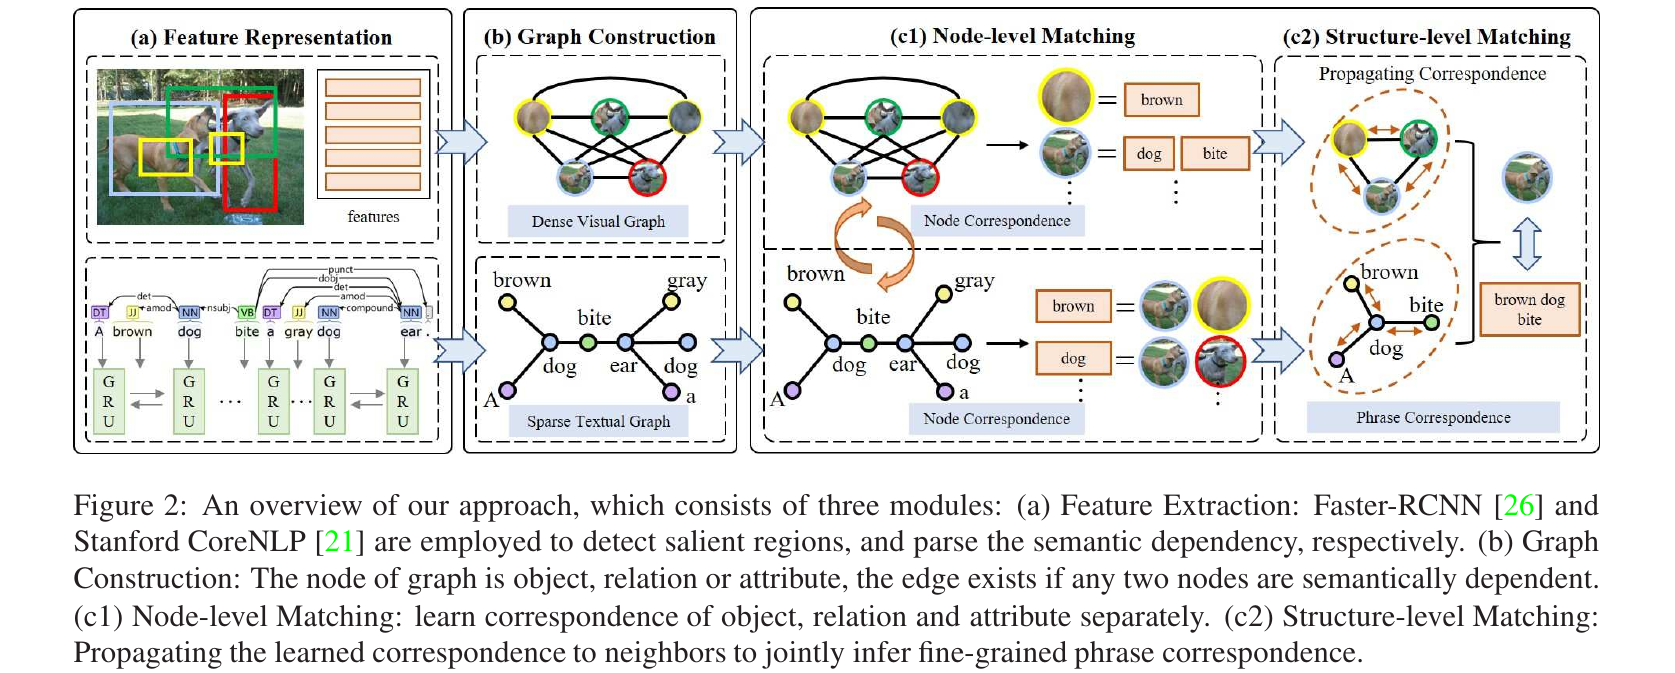 (a) Feature Representation
features
punct
dobj
det
det
amod
amod
nsubj
compound
DT JJ NN VB DT JJ NN NN .
A brown dog bite a gray dog ear .
GRU GRU ... GRU ... GRU GRU
(b) Graph Construction
Dense Visual Graph
brown
gray
bite
dog
ear
dog
A
a
Sparse Textual Graph
(c1) Node-level Matching
= brown
= dog bite
Node Correspondence
brown
gray
bite
dog
ear
dog
A
a
brown =
dog =
Node Correspondence
(c2) Structure-level Matching
Propagating Correspondence
brown
bite
dog
A
brown dog
bite
Phrase Correspondence
Figure 2: An overview of our approach, which consists of three modules: (a) Feature Extraction: Faster-RCNN [26] and
Stanford CoreNLP [21] are employed to detect salient regions, and parse the semantic dependency, respectively. (b) Graph
Construction: The node of graph is object, relation or attribute, the edge exists if any two nodes are semantically dependent.
(c1) Node-level Matching: learn correspondence of object, relation and attribute separately. (c2) Structure-level Matching:
Propagating the learned correspondence to neighbors to jointly infer fine-grained phrase correspondence.